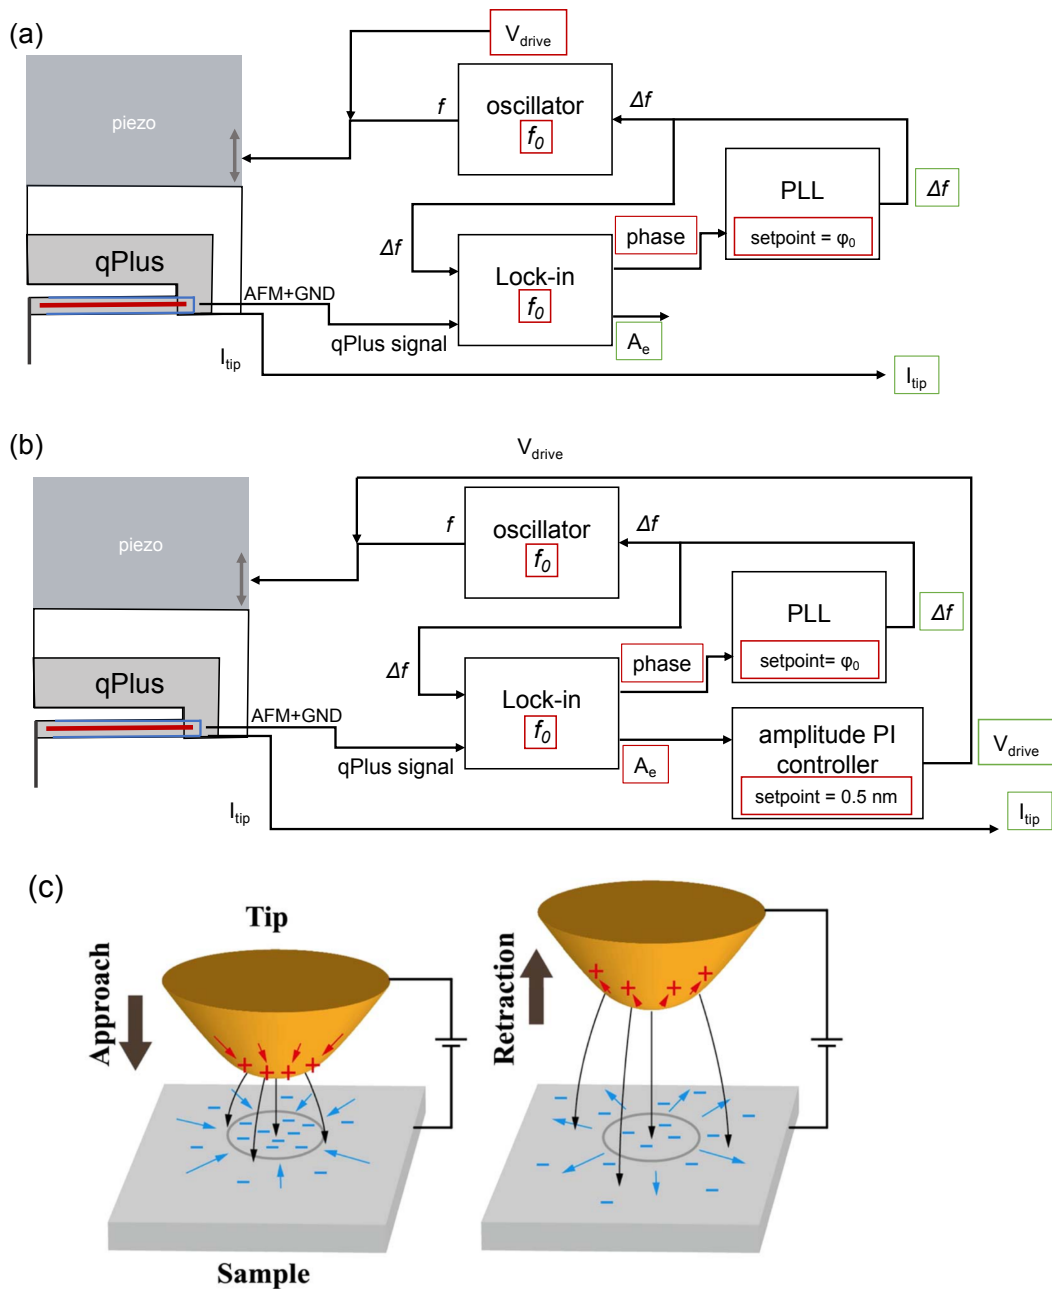 (a)
V_drive
piezo
f
oscillator
f_0
Δf
PLL
setpoint = φ_0
Δf
qPlus
Δf
phase
Lock-in
f_0
AFM+GND
qPlus signal
A_e
I_tip
I_tip
(b)
V_drive
piezo
f
oscillator
f_0
Δf
PLL
setpoint= φ_0
Δf
qPlus
Δf
phase
Lock-in
f_0
AFM+GND
qPlus signal
A_e
amplitude PI
controller
setpoint = 0.5 nm
V_drive
I_tip
I_tip
(c)
Tip
Approach
+ + + +
Retraction
+ + + +
Sample